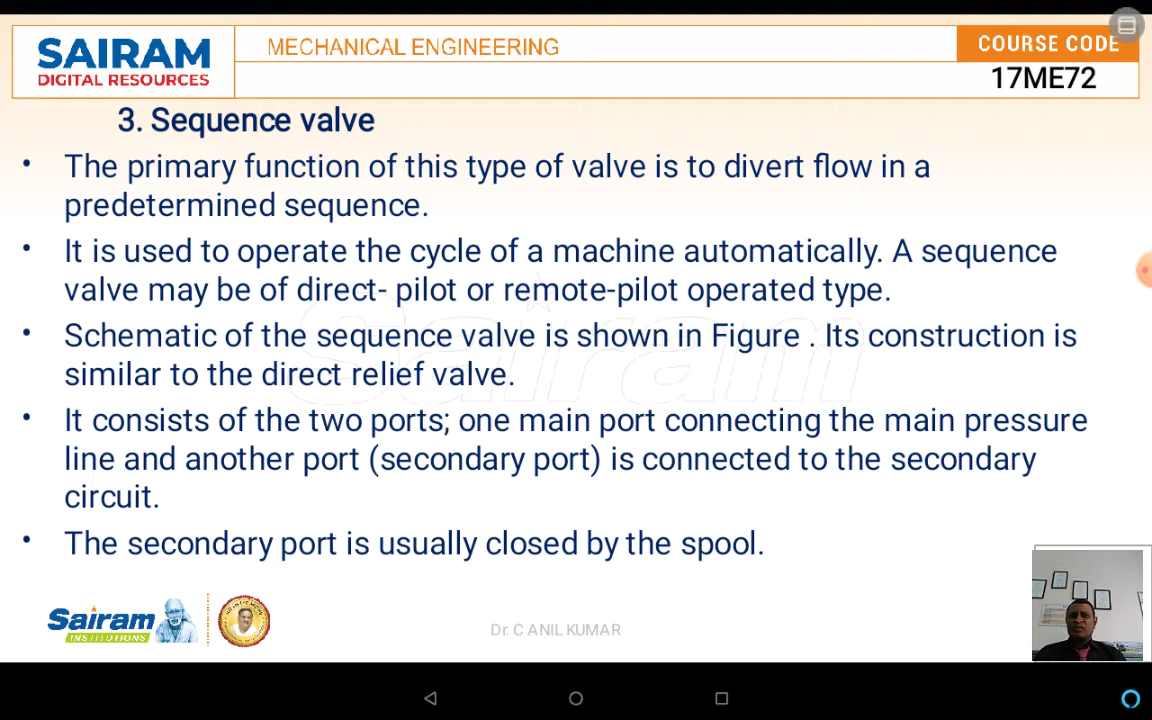 SAIRAM
DIGITAL RESOURCES
MECHANICAL ENGINEERING
COURSE CODE
17ME72
3. Sequence valve
• The primary function of this type of valve is to divert flow in a
predetermined sequence.
• It is used to operate the cycle of a machine automatically. A sequence
valve may be of direct- pilot or remote-pilot operated type.
• Schematic of the sequence valve is shown in Figure . Its construction is
similar to the direct relief valve.
• It consists of the two ports; one main port connecting the main pressure
line and another port (secondary port) is connected to the secondary
circuit.
• The secondary port is usually closed by the spool.
Sairam
Sairam
INSTITUTIONS
Dr. C ANIL KUMAR